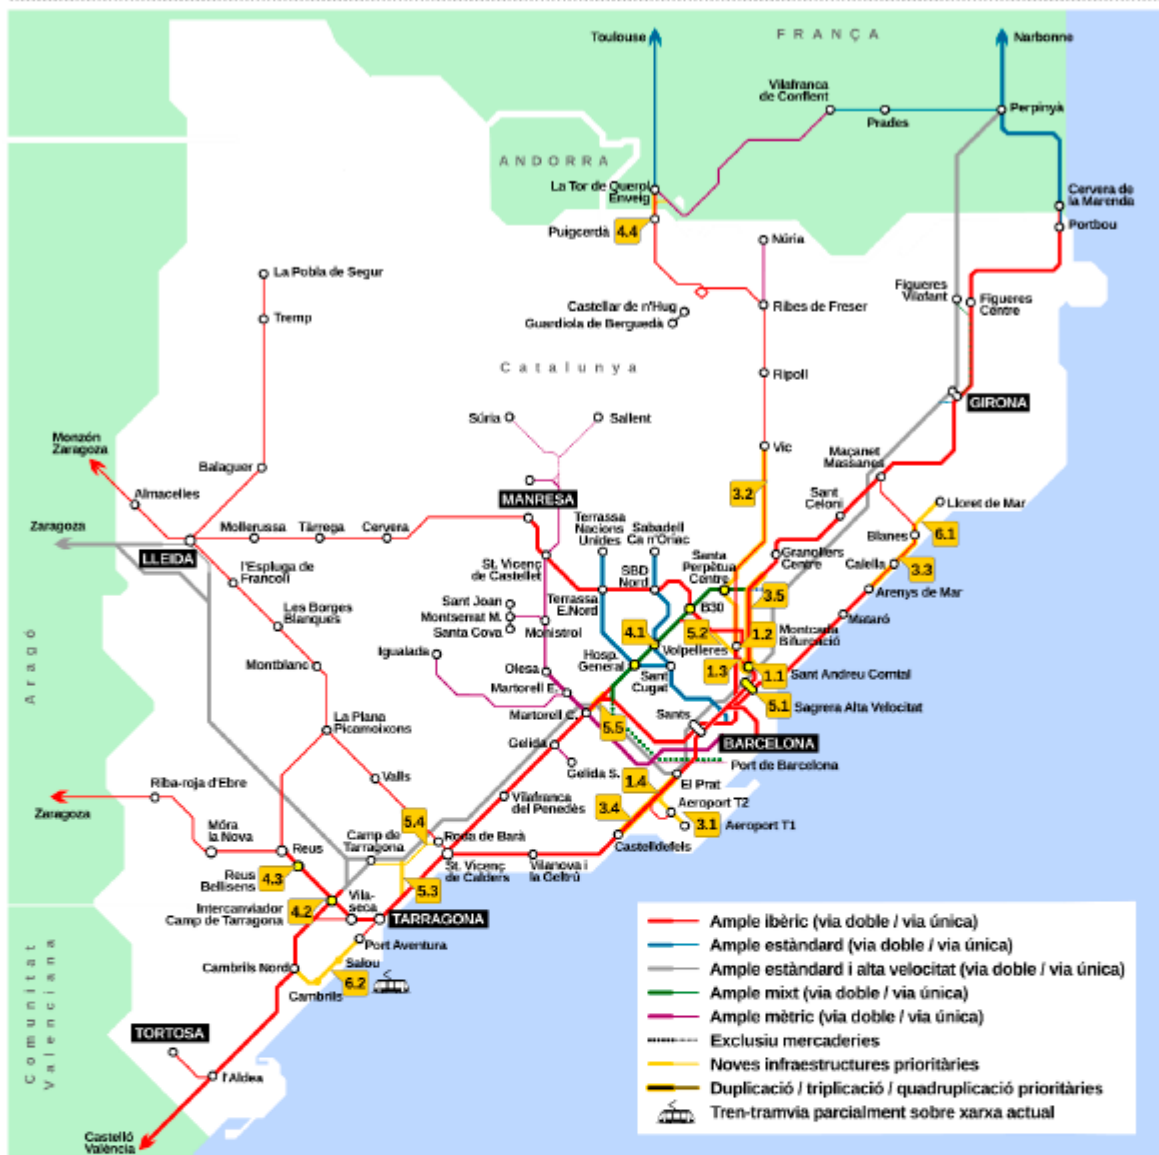 FRANÇA
Toulouse
Narbonne
Vilafranca
de Conflent
Prades
Perpinyà
ANDORRA
La Tor de Querol
Enveig
Cervera de
la Marenda
Portbou
Puigcerdà
4.4
Núria
La Pobla de Segur
Tremp
Castellar de n'Hug
Guardiola de Berguedà
Ribes de Freser
Figueres
Vilafant
Figueres
Centre
Catalunya
Ripoll
GIRONA
Súria
Sallent
Vic
Monzón
Zaragoza
Balaguer
Maçanet
Massanes
Almacelles
MANRESA
3.2
Sant
Celoni
Lloret de Mar
Zaragoza
Mollerussa
Tàrrega
Cervera
Terrassa
Nacions
Unides
Sabadell
Ca n'Oriac
Blanes
6.1
LLEIDA
St. Vicenç
de Castellet
SBD
Nord
Santa
Perpètua
Centre
Granollers
Centre
Calella
3.3
l'Espluga de
Francolí
Terrassa
E.Nord
3.5
Arenys de Mar
Les Borges
Blanques
Sant Joan
Montserrat M.
Santa Cova
Monistrol
B30
Mataró
4.1
5.2
1.2
Montcada
Bifurcació
Aragó
Montblanc
Igualada
Olesa
Hosp.
General
Volpelleres
1.3
1.1
Sant Andreu Comtal
Martorell E.
Sant
Cugat
5.1
Sagrera Alta Velocitat
La Plana
Picamoixons
Martorell C.
Sants
5.5
BARCELONA
Gelida
Gelida S.
Port de Barcelona
Riba-roja d'Ebre
Valls
El Prat
1.4
Zaragoza
Vilafranca
del Penedès
3.4
Aeroport T2
3.1
Aeroport T1
Móra
la Nova
5.4
Camp de
Tarragona
Roda de Barà
Castelldefels
Reus
St. Vicenç
de Calders
Vilanova i
la Geltrú
Reus
Bellisens
4.3
5.3
Intercanviador
Camp de Tarragona
4.2
Vila-
seca
TARRAGONA
Port Aventura
Cambrils Nord
Salou
6.2
Cambrils
Comunitat
Valenciana
TORTOSA
l'Aldea
Castelló
València
Ample ibèric (via doble / via única)
Ample estàndard (via doble / via única)
Ample estàndard i alta velocitat (via doble / via única)
Ample mixt (via doble / via única)
Ample mètric (via doble / via única)
Exclusiu mercaderies
Noves infraestructures prioritàries
Duplicació / triplicació / quadruplicació prioritàries
Tren-tramvia parcialment sobre xarxa actual